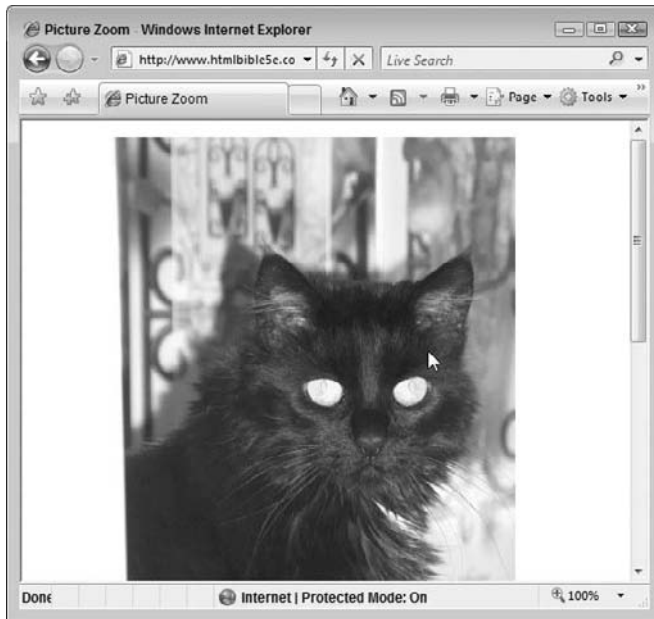 Picture Zoom - Windows Internet Explorer
http://www.htmlbible5e.co
Live Search
Picture Zoom
Page
Tools
Done
Internet | Protected Mode: On
100%